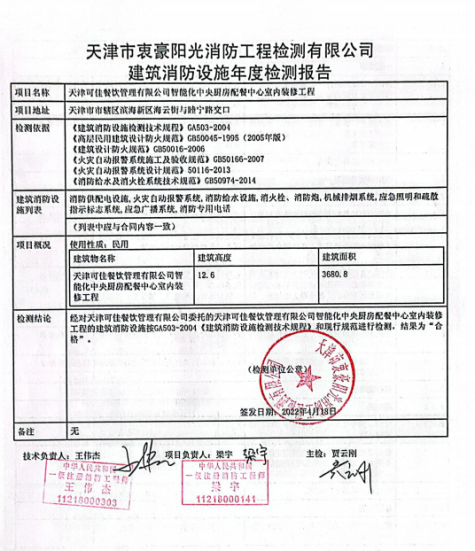 天津市衷豪阳光消防工程检测有限公司
建筑消防设施年度检测报告
项目名称 天津可佳餐饮管理有限公司智能化中央厨房配餐中心室内装修工程
项目地址 天津市市辖区滨海新区海云街与睦宁路交口
检测依据 《建筑消防设施检测技术规程》GA503-2004
《高层民用建筑设计防火规范》GB50045-1995（2005年版）
《建筑设计防火规范》GB50016-2006
《火灾自动报警系统施工及验收规范》GB50166-2007
《火灾自动报警系统设计规范》50116-2013
《消防给水及消火栓系统技术规范》GB50974-2014
建筑消防设 消防供配电设施,火灾自动报警系统,消防给水设施,消火栓、消防炮,机械排烟系统,应急照明和疏散
施列表 指示标志系统,应急广播系统,消防专用电话
（列表中应与合同内容一致）
项目概况 使用性质：民用
建筑物名称 建筑高度 建筑面积
天津可佳餐饮管理有限公司智 12.6 3680.8
能化中央厨房配餐中心室内装
修工程
检测结论 经对天津可佳餐饮管理有限公司委托的天津可佳餐饮管理有限公司智能化中央厨房配餐中心室内装修
工程的建筑消防设施按GA503-2004《建筑消防设施检测技术规程》和现行规范进行检测，结果为“合
格”。
（检测单位公章）
签发日期：2022年4月18日
备注 无
技术负责人：王伟杰 项目负责人：梁宇 梁宇 主检：贾云刚
中华人民共和国
一级注册消防工程师
王伟杰
11218000303
中华人民共和国
一级注册消防工程师
梁宇
11218000141